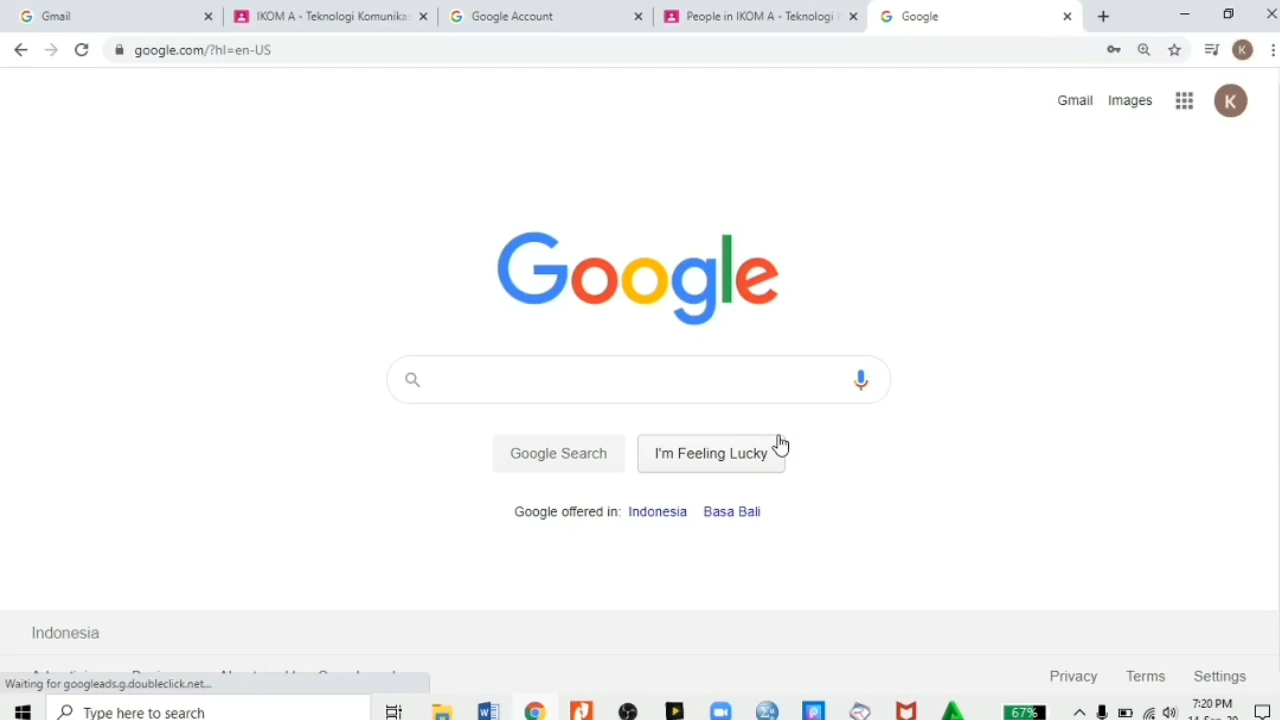 Gmail
IKOM A - Teknologi Komunika
Google Account
People in IKOM A - Teknologi
Google
google.com/?hl=en-US
K
Gmail
Images
K
Google
Google Search
I'm Feeling Lucky
Google offered in: Indonesia Basa Bali
Indonesia
Privacy
Terms
Settings
Waiting for googleads.g.doubleclick.net...
Type here to search
67%
7:20 PM